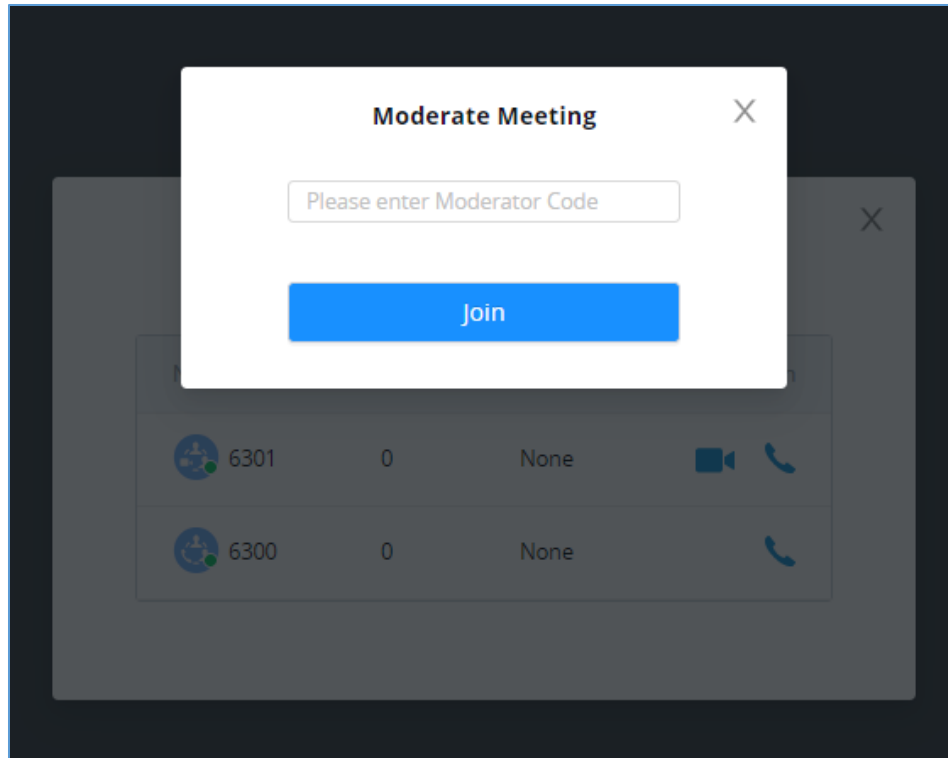 Moderate Meeting
Please enter Moderator Code
Join
6301 0 None
6300 0 None